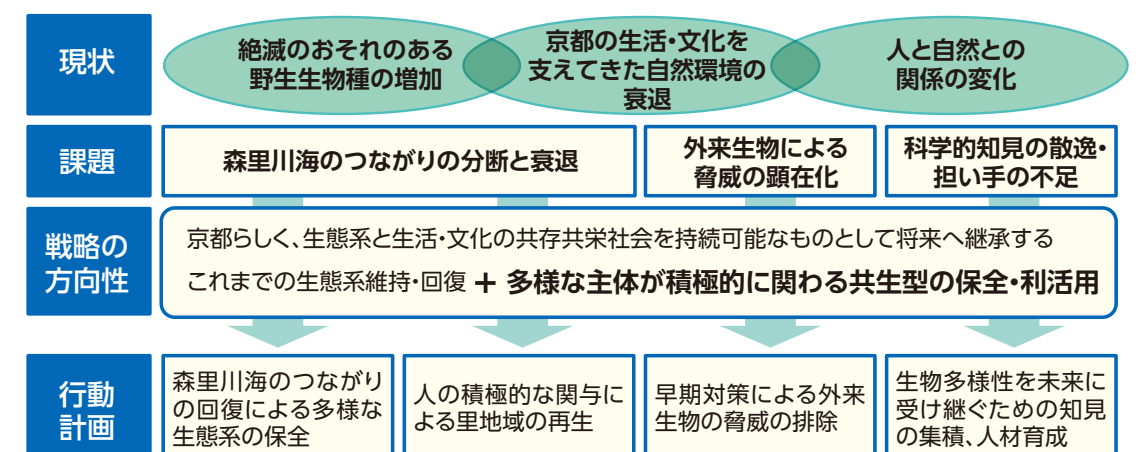 現状
絶滅のおそれのある
野生生物種の増加
京都の生活・文化を
支えてきた自然環境の
衰退
人と自然との
関係の変化
課題
森里川海のつながりの分断と衰退
外来生物による
脅威の顕在化
科学的知見の散逸・
担い手の不足
戦略の
方向性
京都らしく、生態系と生活・文化の共存共栄社会を持続可能なものとして将来へ継承する
これまでの生態系維持・回復 + 多様な主体が積極的に関わる共生型の保全・利活用
行動
計画
森里川海のつながり
の回復による多様な
生態系の保全
人の積極的な関与に
よる里地域の再生
早期対策による外来
生物の脅威の排除
生物多様性を未来に
受け継ぐための知見
の集積、人材育成